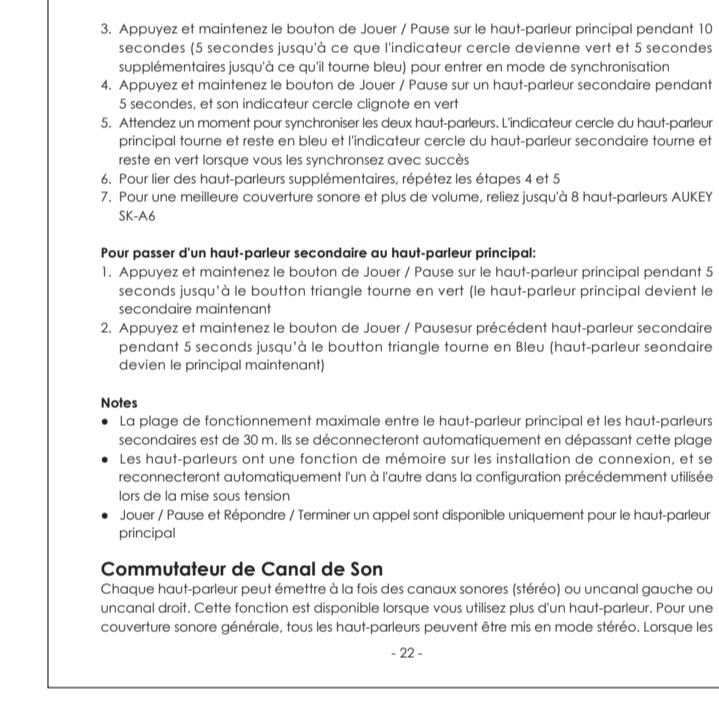 3. Appuyez et maintenez le bouton de Jouer / Pause sur le haut-parleur principal pendant 10
secondes (5 secondes jusqu'à ce que l'indicateur cercle devienne vert et 5 secondes
supplémentaires jusqu'à ce qu'il tourne bleu) pour entrer en mode de synchronisation
4. Appuyez et maintenez le bouton de Jouer / Pause sur un haut-parleur secondaire pendant
5 secondes, et son indicateur cercle clignote en vert
5. Attendez un moment pour synchroniser les deux haut-parleurs. L'indicateur cercle du haut-parleur
principal tourne et reste en bleu et l'indicateur cercle du haut-parleur secondaire tourne et
reste en vert lorsque vous les synchronsez avec succès
6. Pour lier des haut-parleurs supplémentaires, répétez les étapes 4 et 5
7. Pour une meilleure couverture sonore et plus de volume, reliez jusqu'à 8 haut-parleurs AUKEY
SK-A6
Pour passer d'un haut-parleur secondaire au haut-parleur principal:
1. Appuyez et maintenez le bouton de Jouer / Pause sur le haut-parleur principal pendant 5
seconds jusqu'à le boutton triangle tourne en vert (le haut-parleur principal devient le
secondaire maintenant
2. Appuyez et maintenez le bouton de Jouer / Pausesur précédent haut-parleur secondaire
pendant 5 seconds jusqu'à le boutton triangle tourne en Bleu (haut-parleur seondaire
devien le principal maintenant)
Notes
● La plage de fonctionnement maximale entre le haut-parleur principal et les haut-parleurs
secondaires est de 30 m. Ils se déconnecteront automatiquement en dépassant cette plage
● Les haut-parleurs ont une fonction de mémoire sur les installation de connexion, et se
reconnecteront automatiquement l'un à l'autre dans la configuration précédemment utilisée
lors de la mise sous tension
● Jouer / Pause et Répondre / Terminer un appel sont disponible uniquement pour le haut-parleur
principal
Commutateur de Canal de Son
Chaque haut-parleur peut émettre à la fois des canaux sonores (stéréo) ou uncanal gauche ou
uncanal droit. Cette fonction est disponible lorsque vous utilisez plus d'un haut-parleur. Pour une
couverture sonore générale, tous les haut-parleurs peuvent être mis en mode stéréo. Lorsque les
- 22 -